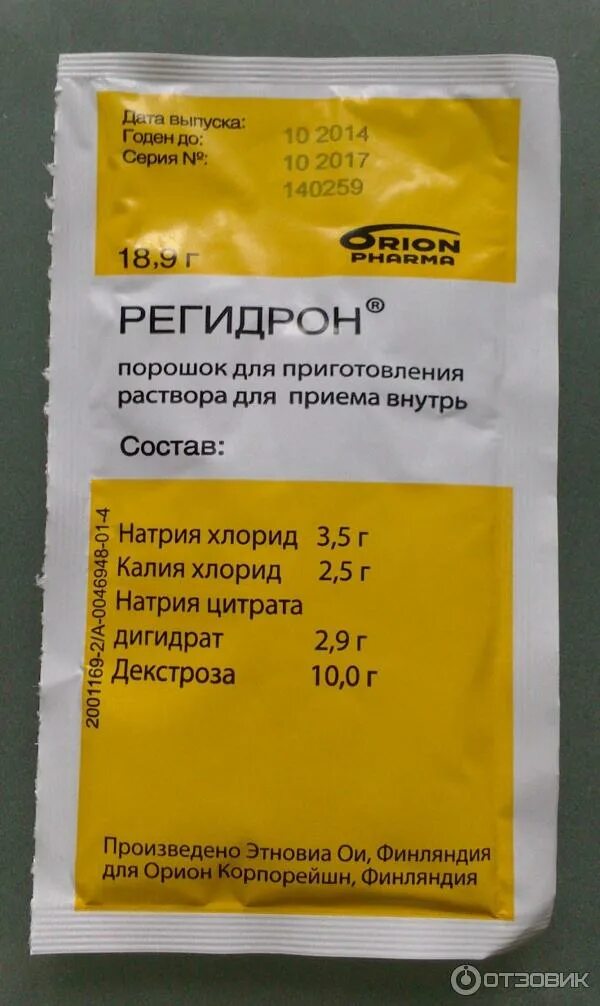 Дата выпуска: 10 2014
Годен до: 10 2017
Серия №: 140259
18,9 г
ORION
PHARMA
РЕГИДРОН®
порошок для приготовления
раствора для приема внутрь
Состав:
Натрия хлорид 3,5 г
Калия хлорид 2,5 г
Натрия цитрата
дигидрат 2,9 г
Декстроза 10,0 г
2001169-2/A-0046948-01-4
Произведено Этновиа Ои, Финляндия
для Орион Корпорейшн, Финляндия
ОТЗОВИК